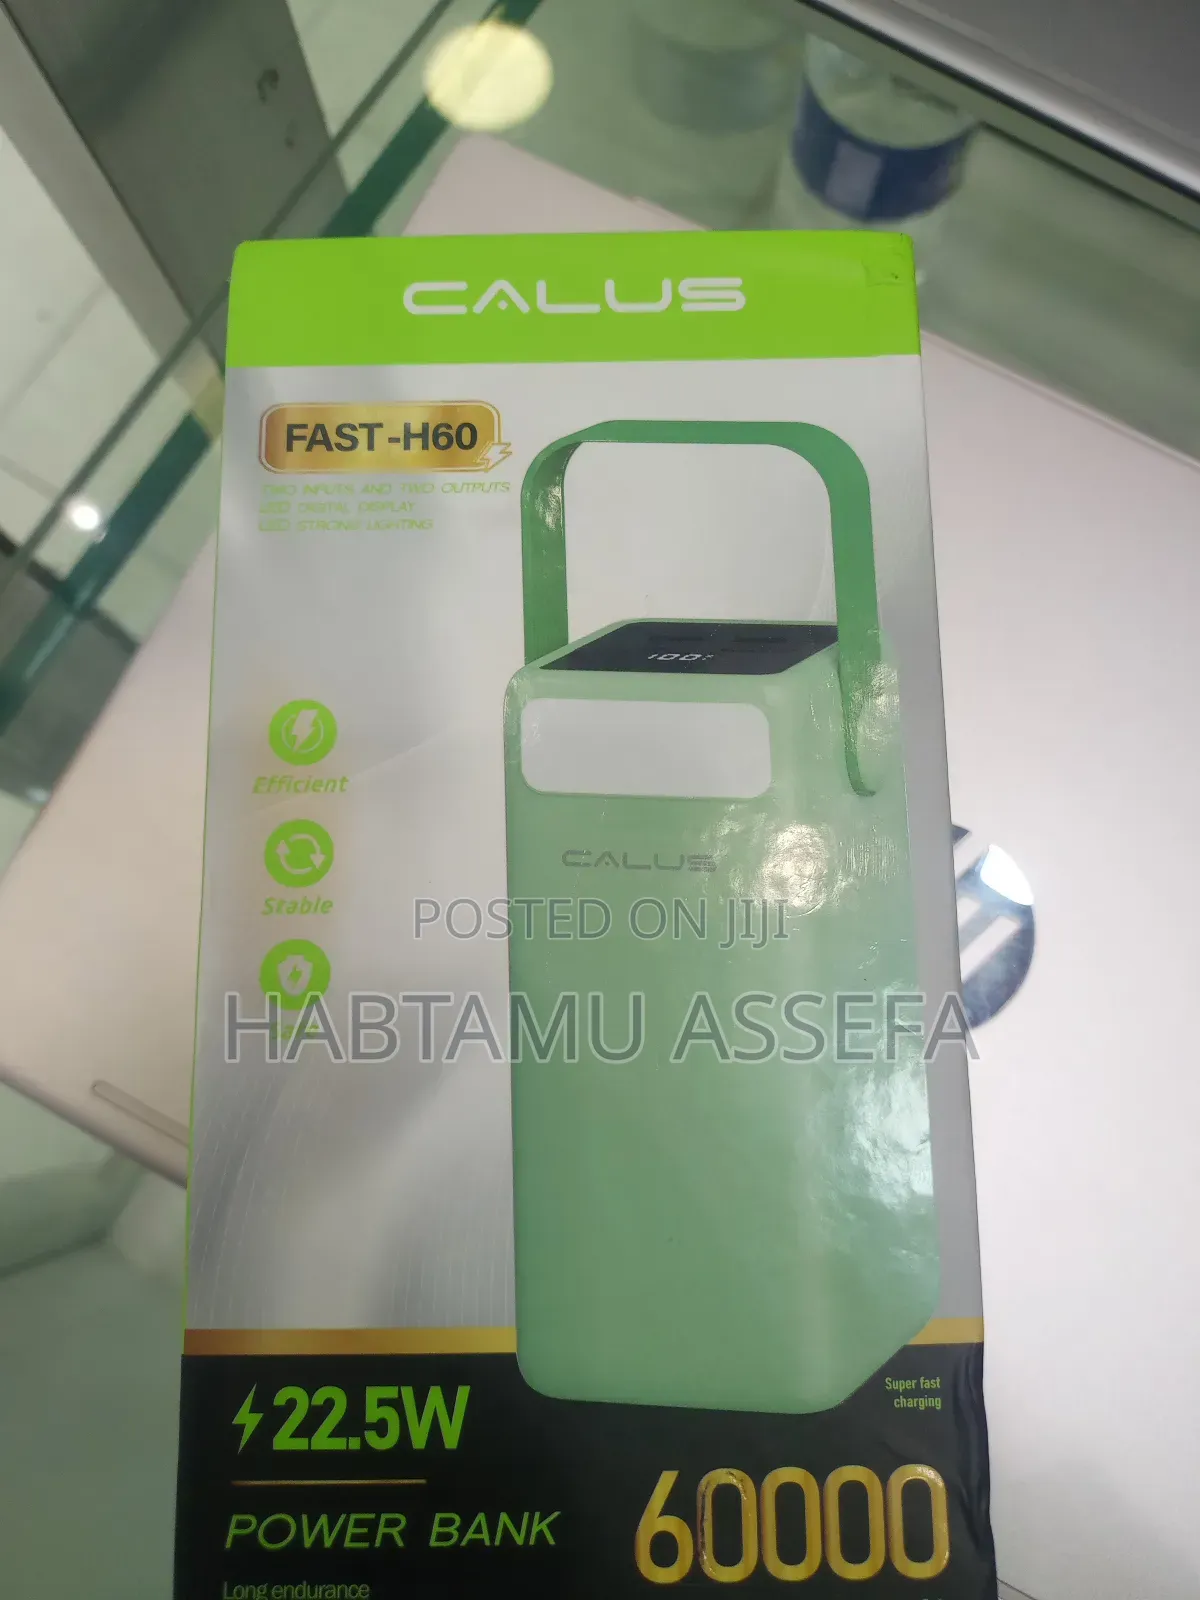 CALUS
FAST-H60
TWO INPUTS AND TWO OUTPUTS
LED DIGITAL DISPLAY
LED STRONG LIGHTING
100%
Efficient
CALUS
Stable
POSTED ON JIJI
HABTAMU ASSEFA
22.5W
Super fast
charging
POWER BANK
60000
Long endurance